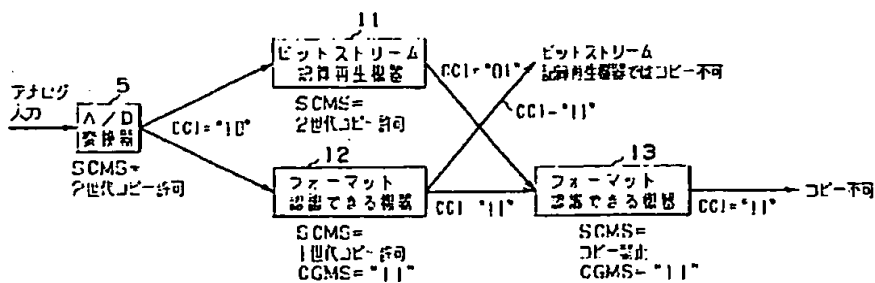 アナログ
入力
5
A/D
変換器
SCMS=
2世代コピー許可
CCI="10"
11
ビットストリーム
記録再生機器
SCMS=
2世代コピー許可
12
フォーマット
認識できる機器
SCMS=
1世代コピー許可
CGMS="11"
CCI="01"
CCI="11"
CCI "11"
ビットストリーム
記録再生機器ではコピー不可
13
フォーマット
認識できる機器
SCMS=
コピー禁止
CGMS="11"
CCI="11"
コピー不可